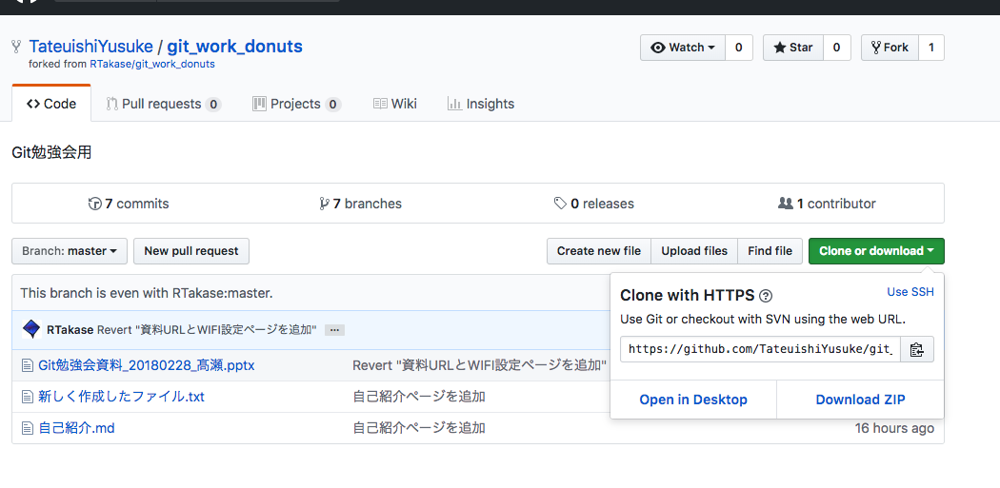 TateuishiYusuke / git_work_donuts
Watch 0 Star 0 Fork 1
forked from RTakase/git_work_donuts
Code Pull requests 0 Projects 0 Wiki Insights
Git勉強会用
7 commits 7 branches 0 releases 1 contributor
Branch: master New pull request Create new file Upload files Find file Clone or download
This branch is even with RTakase:master.
RTakase Revert "資料URLとWIFI設定ページを追加" ...
Git勉強会資料_20180228_高瀬.pptx Revert "資料URLとWIFI設定ページを追加"
新しく作成したファイル.txt 自己紹介ページを追加
自己紹介.md 自己紹介ページを追加 16 hours ago
Clone with HTTPS Use SSH
Use Git or checkout with SVN using the web URL.
https://github.com/TateuishiYusuke/git_
Open in Desktop Download ZIP